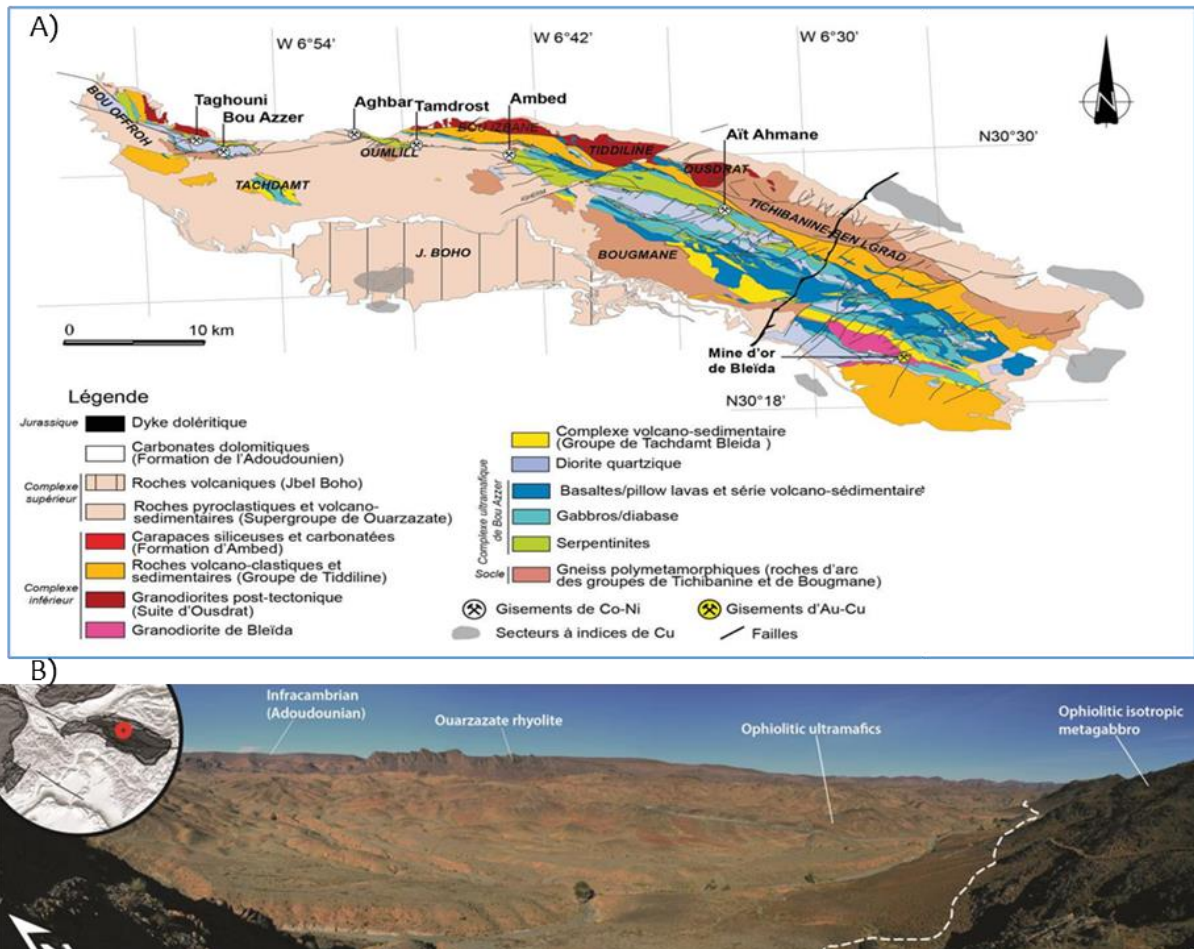 A)
W 6°54'
W 6°42'
W 6°30'
N30°30'
Taghouni
Bou Azzer
Aghbar
Tamdrost
Ambed
Aït Ahmane
BOU OFFROH
OUMLILL
TIDDILINE
OUSDRAT
TACHDAMT
TICHIBANINE-BEN LGRAD
J. BOHO
BOUGMANE
0 10 km
Mine d'or
de Bleïda
N30°18'
Légende
Jurassique
Dyke doléritique
Carbonates dolomitiques
(Formation de l'Adoudounien)
Complexe
supérieur
Roches volcaniques (Jbel Boho)
Roches pyroclastiques et volcano-
sedimentaires (Supergroupe de Ouarzazate)
Complexe
inférieur
Carapaces siliceuses et carbonatées
(Formation d'Ambed)
Roches volcano-clastiques et
sedimentaires (Groupe de Tiddiline)
Granodiorites post-tectonique
(Suite d'Ousdrat)
Granodiorite de Bleïda
Complexe volcano-sedimentaire
(Groupe de Tachdamt Bleida )
Diorite quartzique
Complexe ultramafique
de Bou Azzer
Basaltes/pillow lavas et série volcano-sédimentaire
Gabbros/diabase
Serpentinites
Socle
Gneiss polymetamorphiques (roches d'arc
des groupes de Tichibanine et de Bougmane)
Gisements de Co-Ni
Gisements d'Au-Cu
Secteurs à indices de Cu
Failles
B)
Infracambrian
(Adoudounian)
Ouarzazate rhyolite
Ophiolitic ultramafics
Ophiolitic isotropic
metagabbro